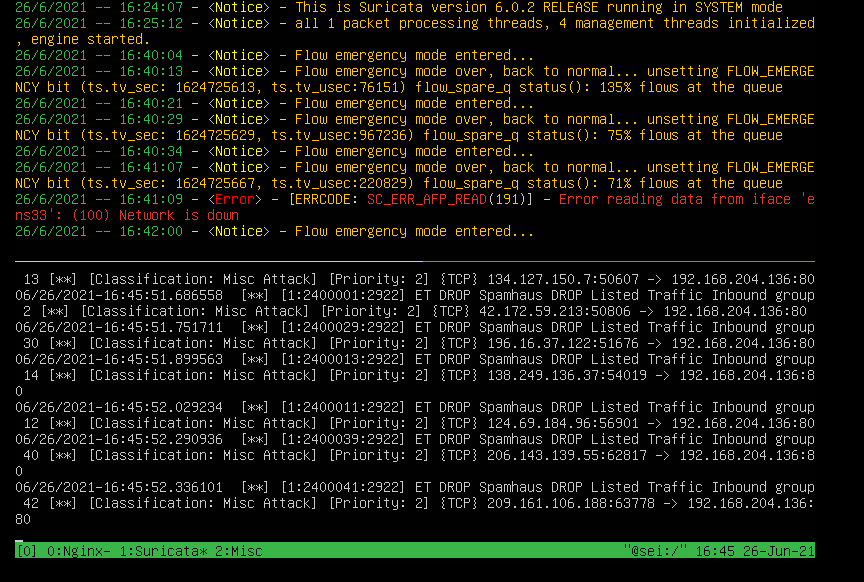 26/6/2021 -- 16:24:07 - <Notice> - This is Suricata version 6.0.2 RELEASE running in SYSTEM mode
26/6/2021 -- 16:25:12 - <Notice> - all 1 packet processing threads, 4 management threads initialized
, engine started.
26/6/2021 -- 16:40:04 - <Notice> - Flow emergency mode entered...
26/6/2021 -- 16:40:13 - <Notice> - Flow emergency mode over, back to normal... unsetting FLOW_EMERGE
NCY bit (ts.tv_sec: 1624725613, ts.tv_usec:76151) flow_spare_q status(): 135% flows at the queue
26/6/2021 -- 16:40:21 - <Notice> - Flow emergency mode entered...
26/6/2021 -- 16:40:29 - <Notice> - Flow emergency mode over, back to normal... unsetting FLOW_EMERGE
NCY bit (ts.tv_sec: 1624725629, ts.tv_usec:967236) flow_spare_q status(): 75% flows at the queue
26/6/2021 -- 16:40:34 - <Notice> - Flow emergency mode entered...
26/6/2021 -- 16:41:07 - <Notice> - Flow emergency mode over, back to normal... unsetting FLOW_EMERGE
NCY bit (ts.tv_sec: 1624725667, ts.tv_usec:220829) flow_spare_q status(): 71% flows at the queue
26/6/2021 -- 16:41:09 - <Error> - [ERRCODE: SC_ERR_AFP_READ(191)] - Error reading data from iface 'e
ns33': (100) Network is down
26/6/2021 -- 16:42:00 - <Notice> - Flow emergency mode entered...
13 [**] [Classification: Misc Attack] [Priority: 2] {TCP} 134.127.150.7:50607 -> 192.168.204.136:80
06/26/2021-16:45:51.686558  [**] [1:2400001:2922] ET DROP Spamhaus DROP Listed Traffic Inbound group
2 [**] [Classification: Misc Attack] [Priority: 2] {TCP} 42.172.59.213:50806 -> 192.168.204.136:80
06/26/2021-16:45:51.751711  [**] [1:2400029:2922] ET DROP Spamhaus DROP Listed Traffic Inbound group
30 [**] [Classification: Misc Attack] [Priority: 2] {TCP} 196.16.37.122:51676 -> 192.168.204.136:80
06/26/2021-16:45:51.899563  [**] [1:2400013:2922] ET DROP Spamhaus DROP Listed Traffic Inbound group
14 [**] [Classification: Misc Attack] [Priority: 2] {TCP} 138.249.136.37:54019 -> 192.168.204.136:8
0
06/26/2021-16:45:52.029234  [**] [1:2400011:2922] ET DROP Spamhaus DROP Listed Traffic Inbound group
12 [**] [Classification: Misc Attack] [Priority: 2] {TCP} 124.69.184.96:56901 -> 192.168.204.136:80
06/26/2021-16:45:52.290936  [**] [1:2400039:2922] ET DROP Spamhaus DROP Listed Traffic Inbound group
40 [**] [Classification: Misc Attack] [Priority: 2] {TCP} 206.143.139.55:62817 -> 192.168.204.136:8
0
06/26/2021-16:45:52.336101  [**] [1:2400041:2922] ET DROP Spamhaus DROP Listed Traffic Inbound group
42 [**] [Classification: Misc Attack] [Priority: 2] {TCP} 209.161.106.188:63778 -> 192.168.204.136:
80
[0] 0:Nginx- 1:Suricata* 2:Misc "@sei:/" 16:45 26-Jun-21